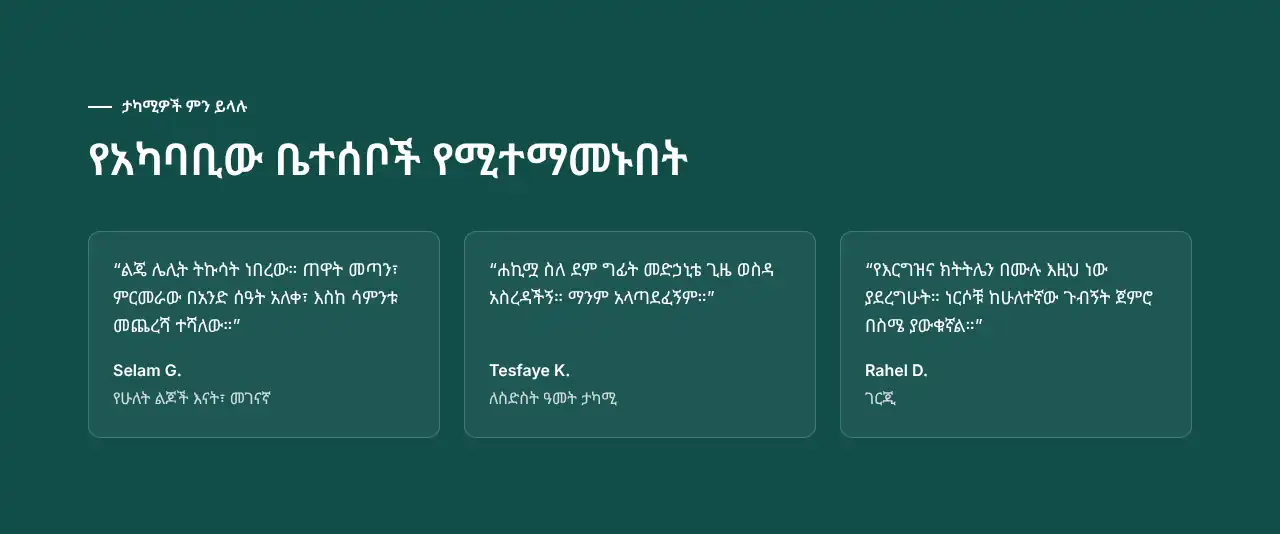 ታካሚዎች ምን ይላሉ
የአካባቢው ቤተሰቦች የሚተማመኑበት
“ልጄ ሌሊት ትኩሳት ነበረው። ጠዋት መጣን፣
ምርመራው በአንድ ሰዓት አለቀ፣ እስከ ሳምንቱ
መጨረሻ ተሻለው።”
Selam G.
የሁለት ልጆች እናት፣ መገናኛ
“ሐኪሟ ስለ ደም ግፊት መድኃኒቴ ጊዜ ወስዳ
አስረዳችኝ። ማንም አላጣደፈኝም።”
Tesfaye K.
ለስድስት ዓመት ታካሚ
“የእርግዝና ክትትሌን በሙሉ እዚህ ነው
ያደረግሁት። ነርሶቹ ከሁለተኛው ጉብኝት ጀምሮ
በስሜ ያውቁኛል።”
Rahel D.
ገርጂ